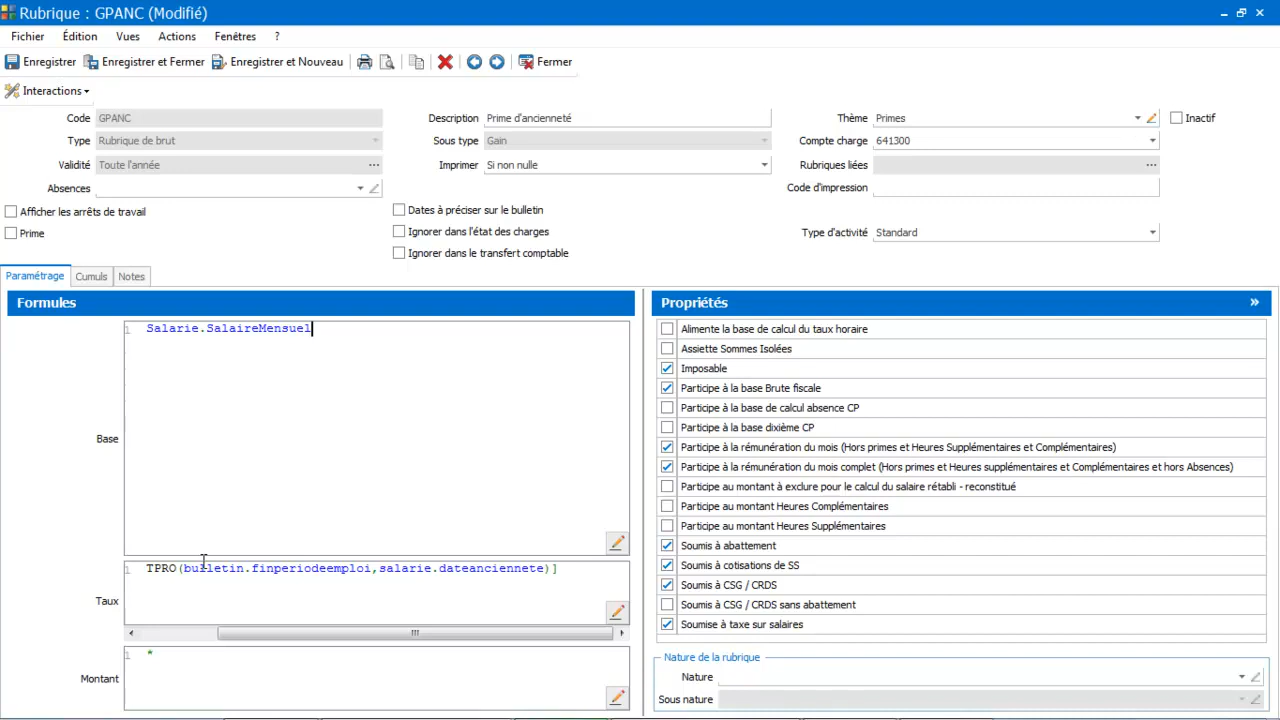 Rubrique : GPANC (Modifié)
Fichier Édition Vues Actions Fenêtres ?
Enregistrer Enregistrer et Fermer Enregistrer et Nouveau Fermer
Interactions
Code GPANC Description Prime d'ancienneté Thème Primes Inactif
Type Rubrique de brut Sous type Gain Compte charge 641300
Validité Toute l'année ... Imprimer Si non nulle Rubriques liées ...
Absences Code d'impression
Afficher les arrêts de travail Dates à préciser sur le bulletin
Prime Ignorer dans l'état des charges Type d'activité Standard
Ignorer dans le transfert comptable
Paramétrage Cumuls Notes
Formules
1 Salarie.SalaireMensuel
Base
1 TPRO(bulletin.finperiodeemploi,salarie.dateanciennete)]
Taux
1 *
Montant
Propriétés »
Alimente la base de calcul du taux horaire
Assiette Sommes Isolées
Imposable
Participe à la base Brute fiscale
Participe à la base de calcul absence CP
Participe à la base dixième CP
Participe à la rémunération du mois (Hors primes et Heures Supplémentaires et Complémentaires)
Participe à la rémunération du mois complet (Hors primes et Heures supplémentaires et Complémentaires et hors Absences)
Participe au montant à exclure pour le calcul du salaire rétabli - reconstitué
Participe au montant Heures Complémentaires
Participe au montant Heures Supplémentaires
Soumis à abattement
Soumis à cotisations de SS
Soumis à CSG / CRDS
Soumis à CSG / CRDS sans abattement
Soumise à taxe sur salaires
Nature de la rubrique
Nature
Sous nature